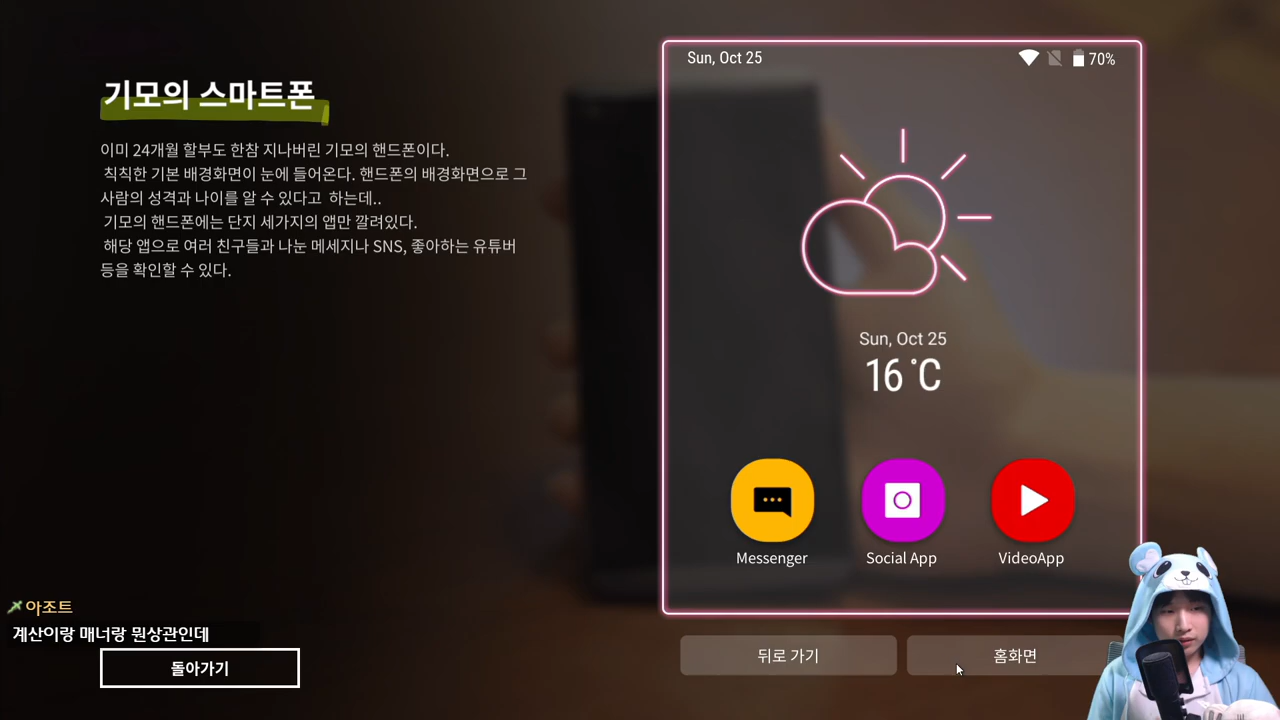 기모의 스마트폰
이미 24개월 할부도 한참 지나버린 기모의 핸드폰이다.
칙칙한 기본 배경화면이 눈에 들어온다. 핸드폰의 배경화면으로 그
사람의 성격과 나이를 알 수 있다고 하는데..
기모의 핸드폰에는 단지 세가지의 앱만 깔려있다.
해당 앱으로 여러 친구들과 나눈 메세지나 SNS, 좋아하는 유튜버
등을 확인할 수 있다.
Sun, Oct 25
70%
Sun, Oct 25
16°C
Messenger
Social App
VideoApp
뒤로 가기
홈화면
아조트
계산이랑 매너랑 뭔상관인데
돌아가기